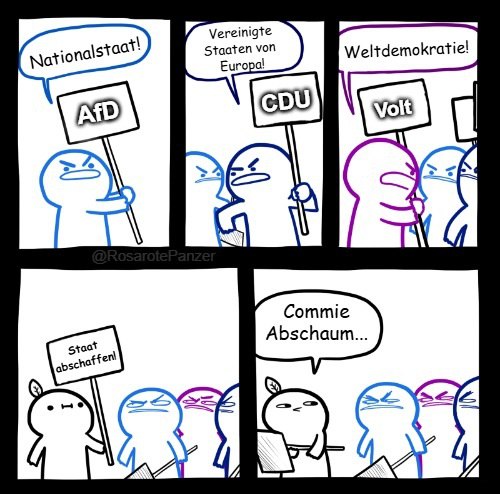 Nationalstaat!
AfD
Vereinigte
Staaten von
Europa!
CDU
Weltdemokratie!
Volt
@RosarotePanzer
Staat
abschaffen!
Commie
Abschaum...